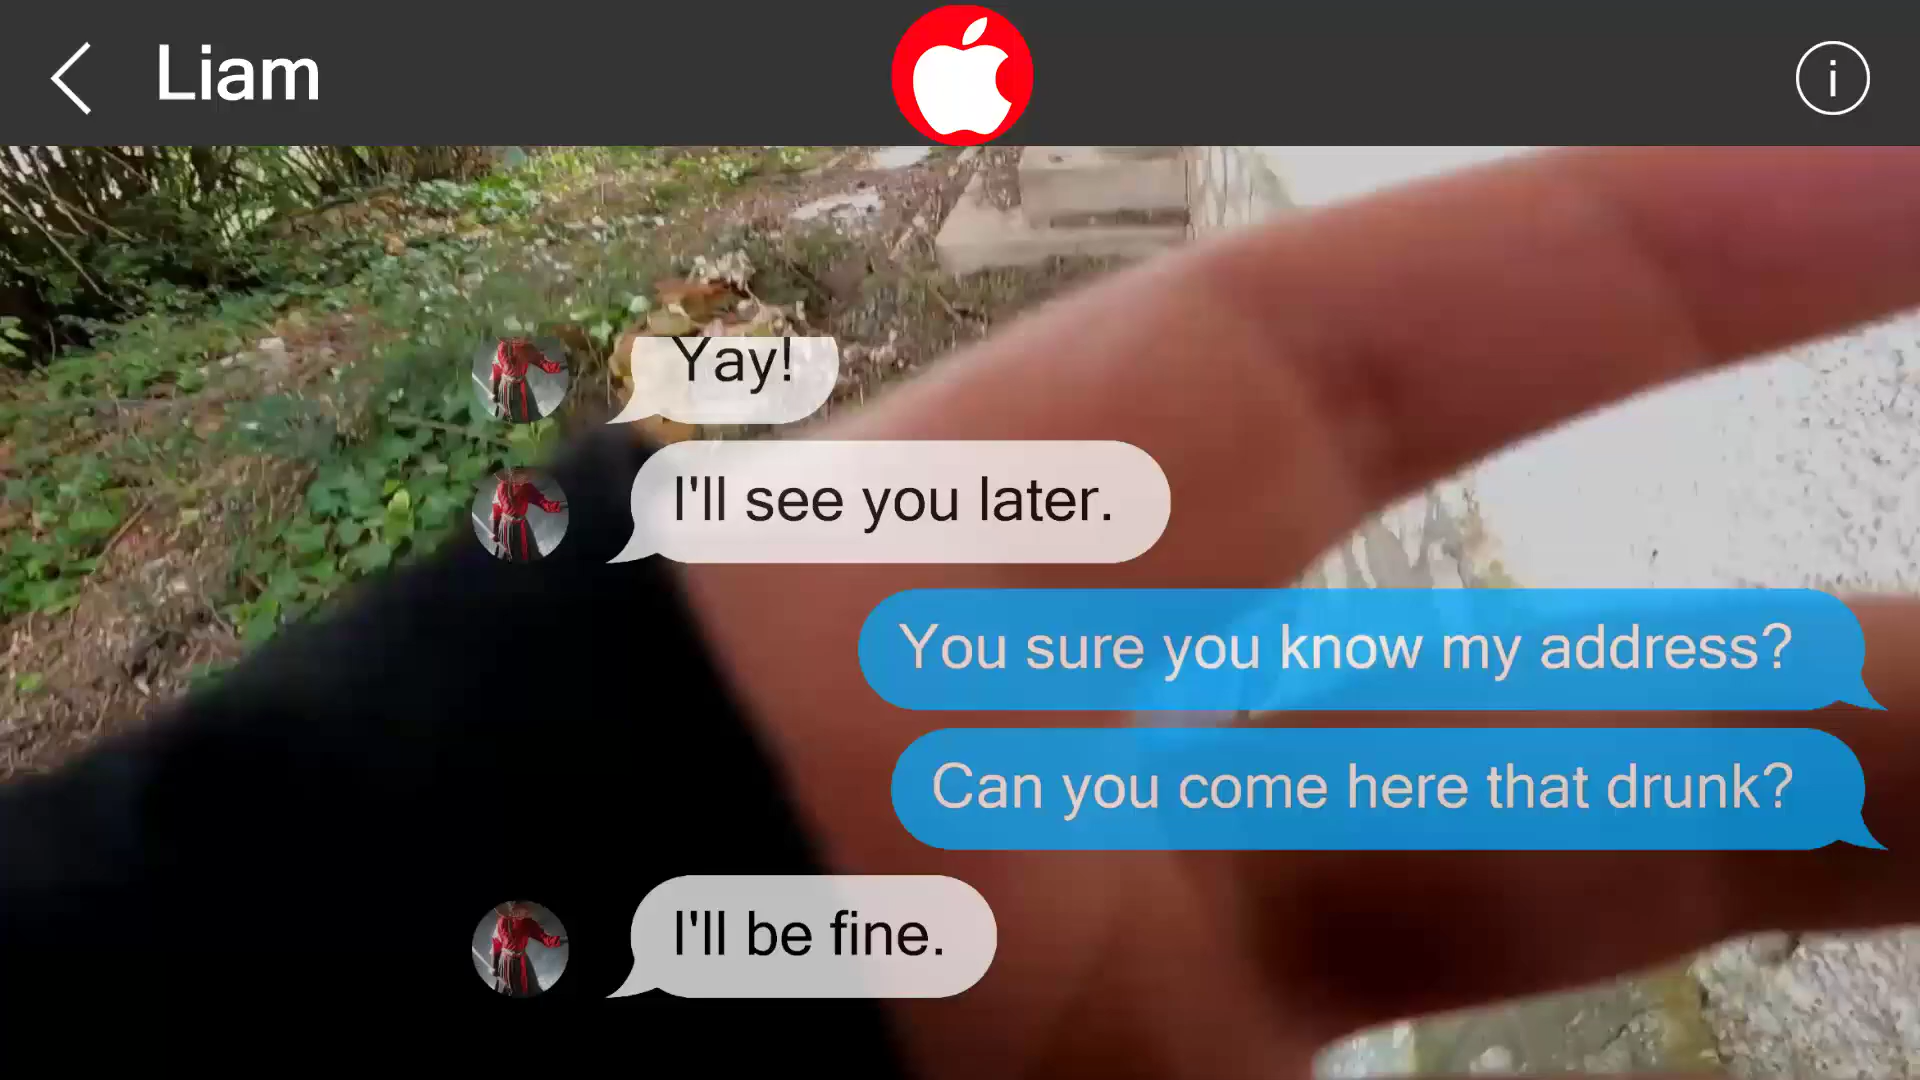 Liam
Yay!
I'll see you later.
You sure you know my address?
Can you come here that drunk?
I'll be fine.